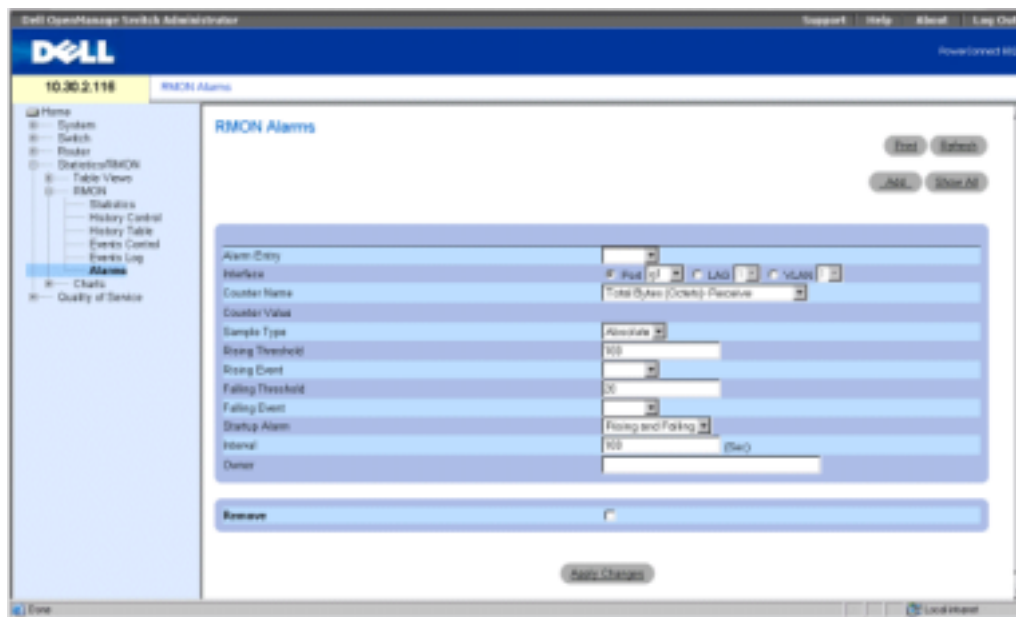 Dell OpenManage Switch Administrator
Support Help About Log Out
DELL
PowerConnect
10.30.2.116
RMON Alarms
Home
System
Switch
Router
Statistics/RMON
Table Views
RMON
Statistics
History Control
History Table
Events Control
Events Log
Alarms
Charts
Quality of Service
RMON Alarms
Print Refresh
Add Show All
Alarm Entry
Interface Port g1 LAG 1 VLAN 1
Counter Name Total Bytes (Octets)- Receive
Counter Value
Sample Type Absolute
Rising Threshold 100
Rising Event
Falling Threshold 20
Falling Event
Startup Alarm Rising and Falling
Interval 100 (Sec)
Owner
Remove
Apply Changes
Done
Local intranet